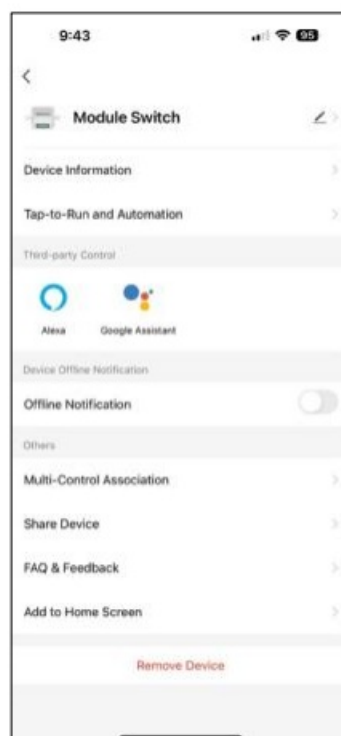 9:43
95
Module Switch
Device Information
Tap-to-Run and Automation
Third-party Control
Alexa Google Assistant
Device Offline Notification
Offline Notification
Others
Multi-Control Association
Share Device
FAQ & Feedback
Add to Home Screen
Remove Device